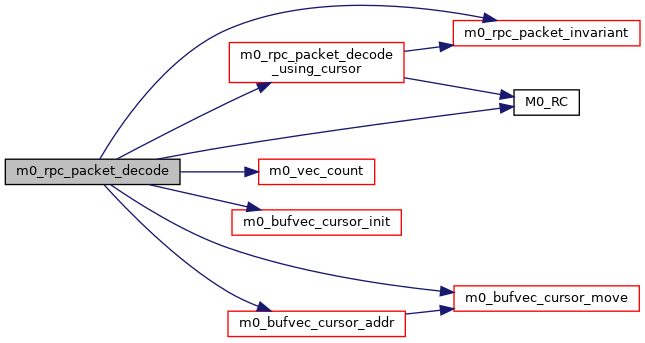 m0_rpc_packet_invariant
m0_rpc_packet_decode
_using_cursor
M0_RC
m0_rpc_packet_decode
m0_vec_count
m0_bufvec_cursor_init
m0_bufvec_cursor_move
m0_bufvec_cursor_addr